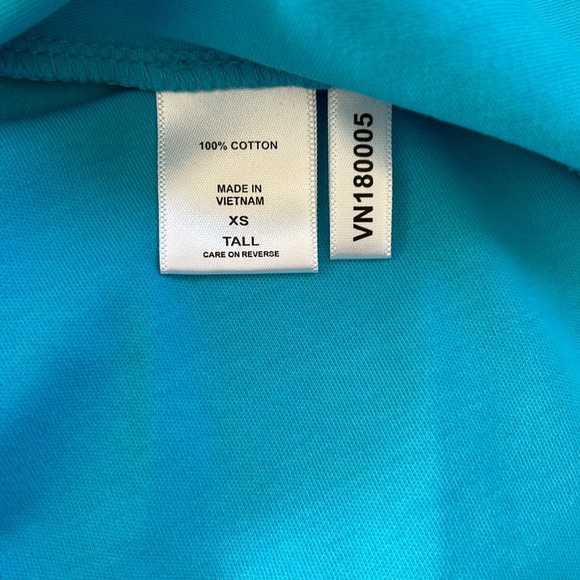 100% COTTON
MADE IN
VIETNAM
XS
TALL
CARE ON REVERSE
VN180005